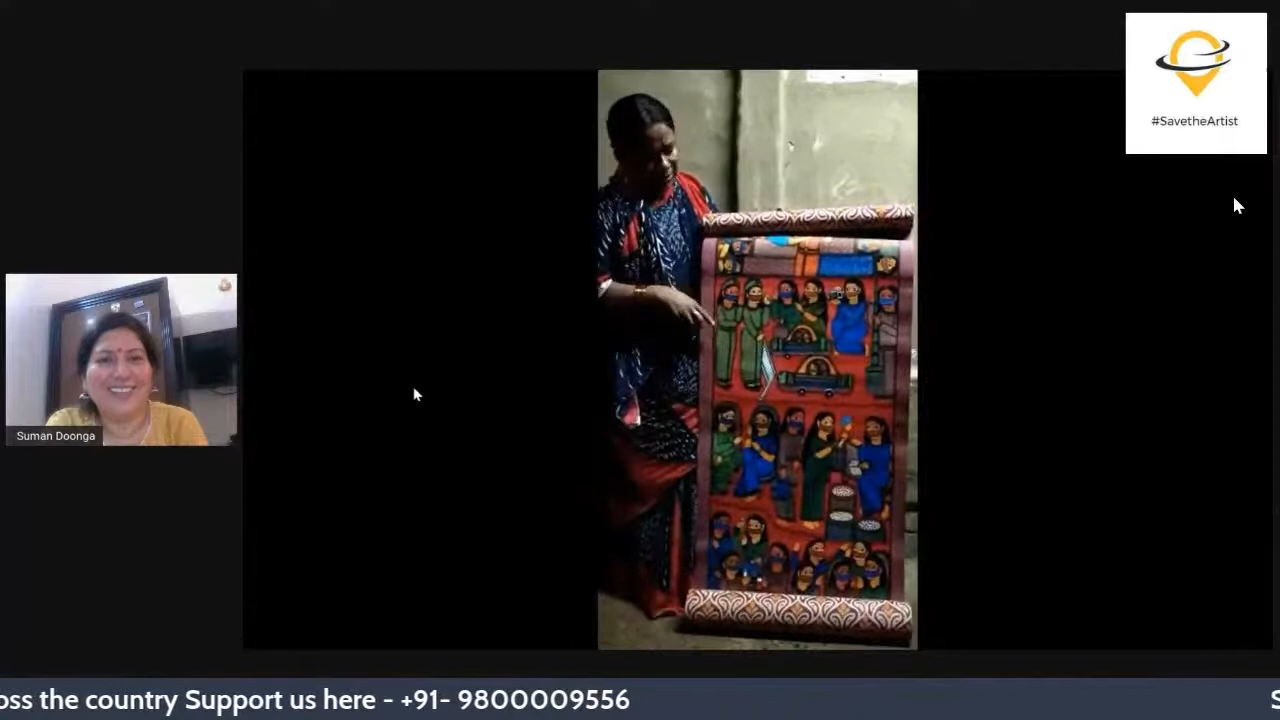 #SavetheArtist
Suman Doonga
oss the country Support us here - +91- 9800009556
S